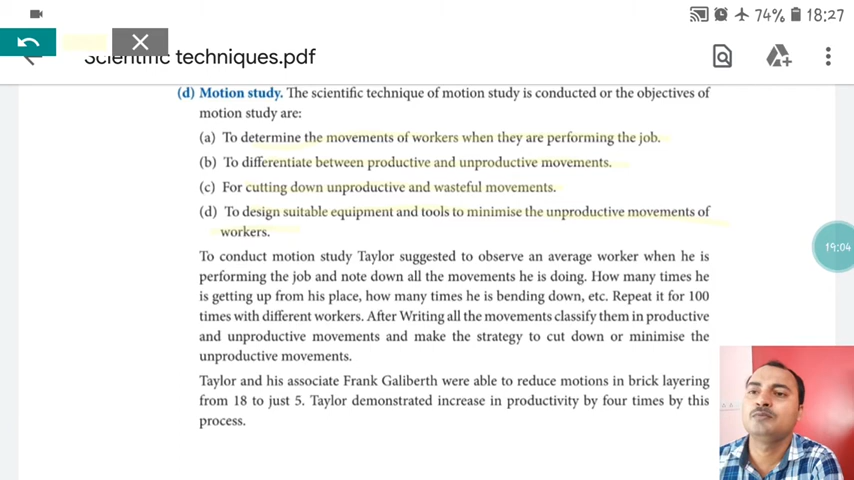 74% 18:27
Scientific techniques.pdf
(d) Motion study. The scientific technique of motion study is conducted or the objectives of
motion study are:
(a) To determine the movements of workers when they are performing the job.
(b) To differentiate between productive and unproductive movements.
(c) For cutting down unproductive and wasteful movements.
(d) To design suitable equipment and tools to minimise the unproductive movements of
workers.
19:04
To conduct motion study Taylor suggested to observe an average worker when he is
performing the job and note down all the movements he is doing. How many times he
is getting up from his place, how many times he is bending down, etc. Repeat it for 100
times with different workers. After Writing all the movements classify them in productive
and unproductive movements and make the strategy to cut down or minimise the
unproductive movements.
Taylor and his associate Frank Galiberth were able to reduce motions in brick layering
from 18 to just 5. Taylor demonstrated increase in productivity by four times by this
process.